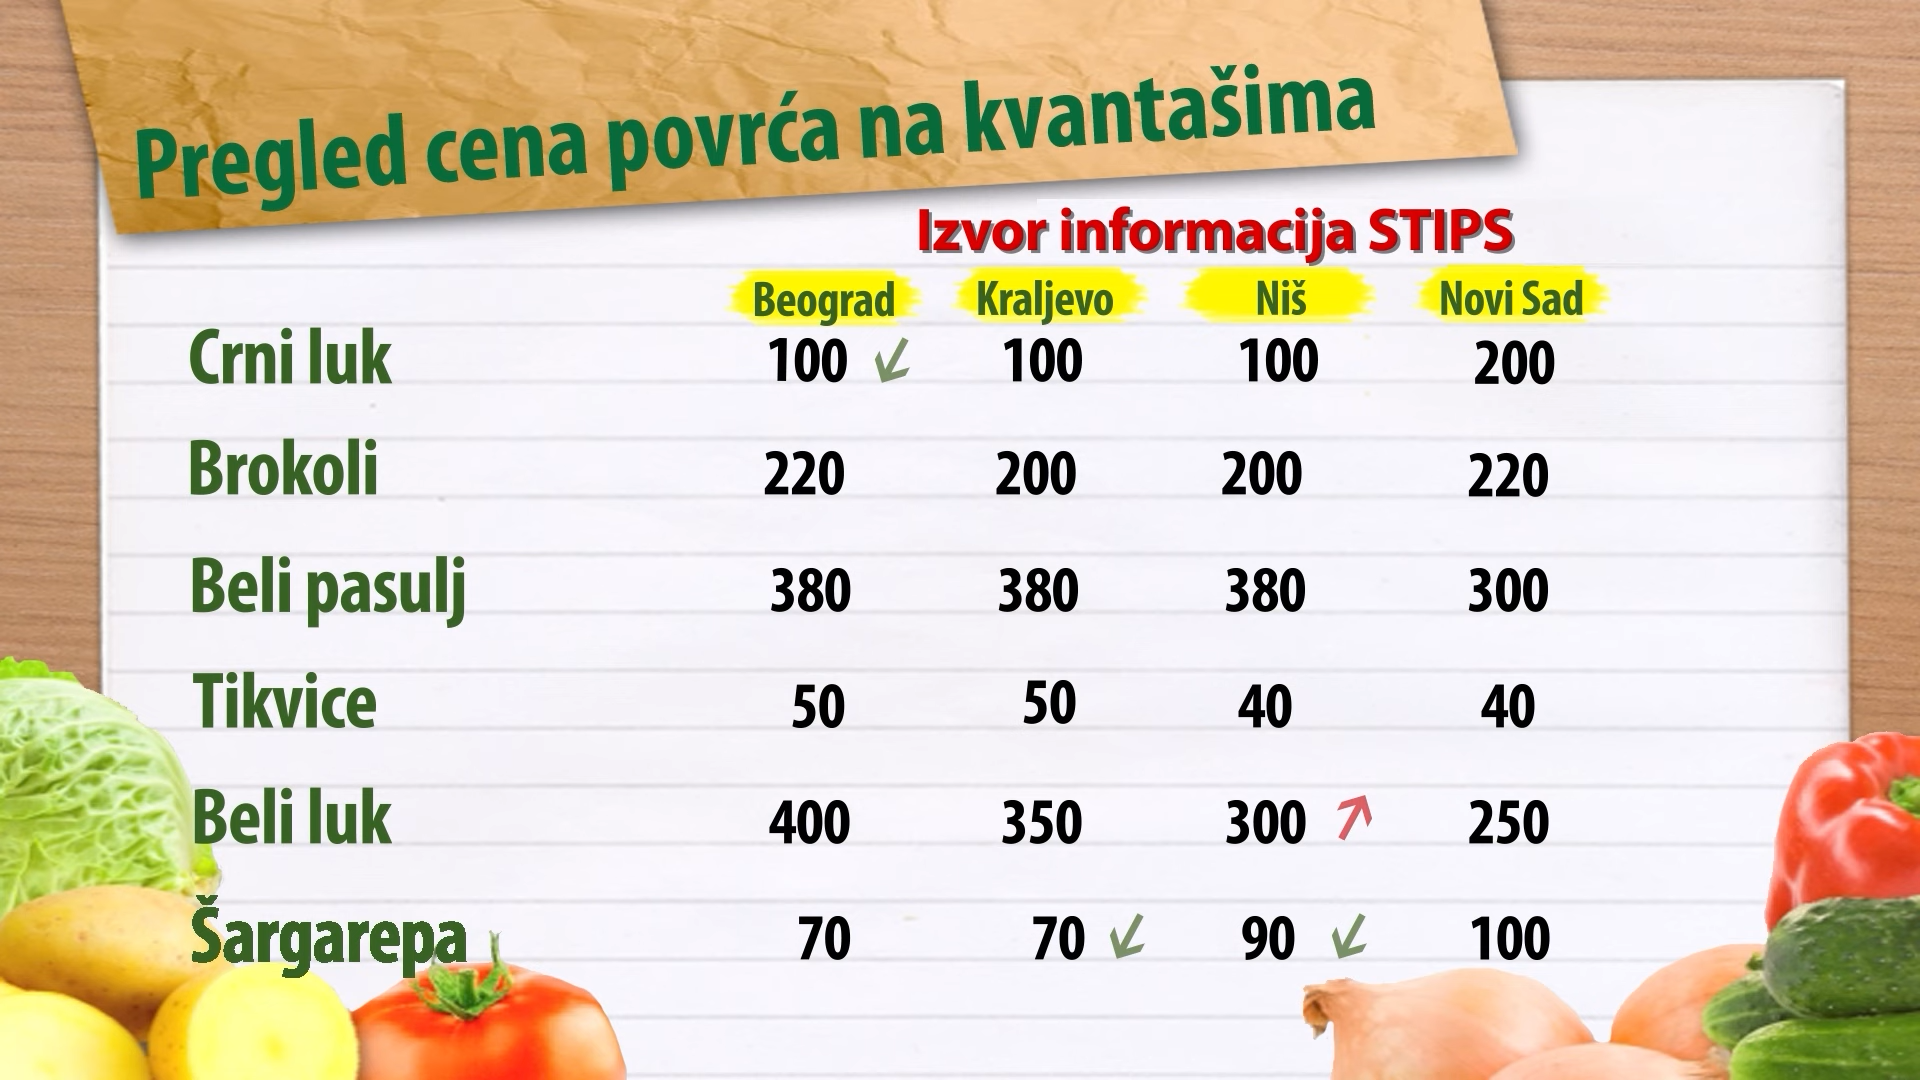 Pregled cena povrća na kvantašima
Izvor informacija STIPS
Beograd Kraljevo Niš Novi Sad
Crni luk 100 100 100 200
Brokoli 220 200 200 220
Beli pasulj 380 380 380 300
Tikvice 50 50 40 40
Beli luk 400 350 300 250
Šargarepa 70 70 90 100